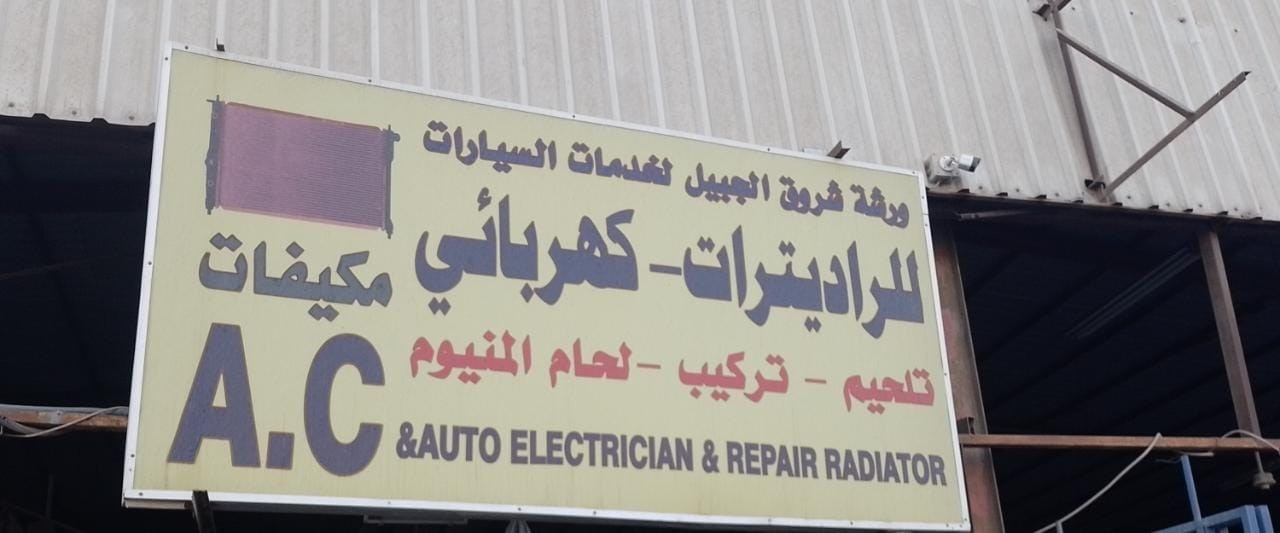 ورشة شروق الجبيل لخدمات السيارات
للراديترات - كهربائي
مكيفات
تلحيم - تركيب - لحام المنيوم
A.C
&AUTO ELECTRICIAN & REPAIR RADIATOR